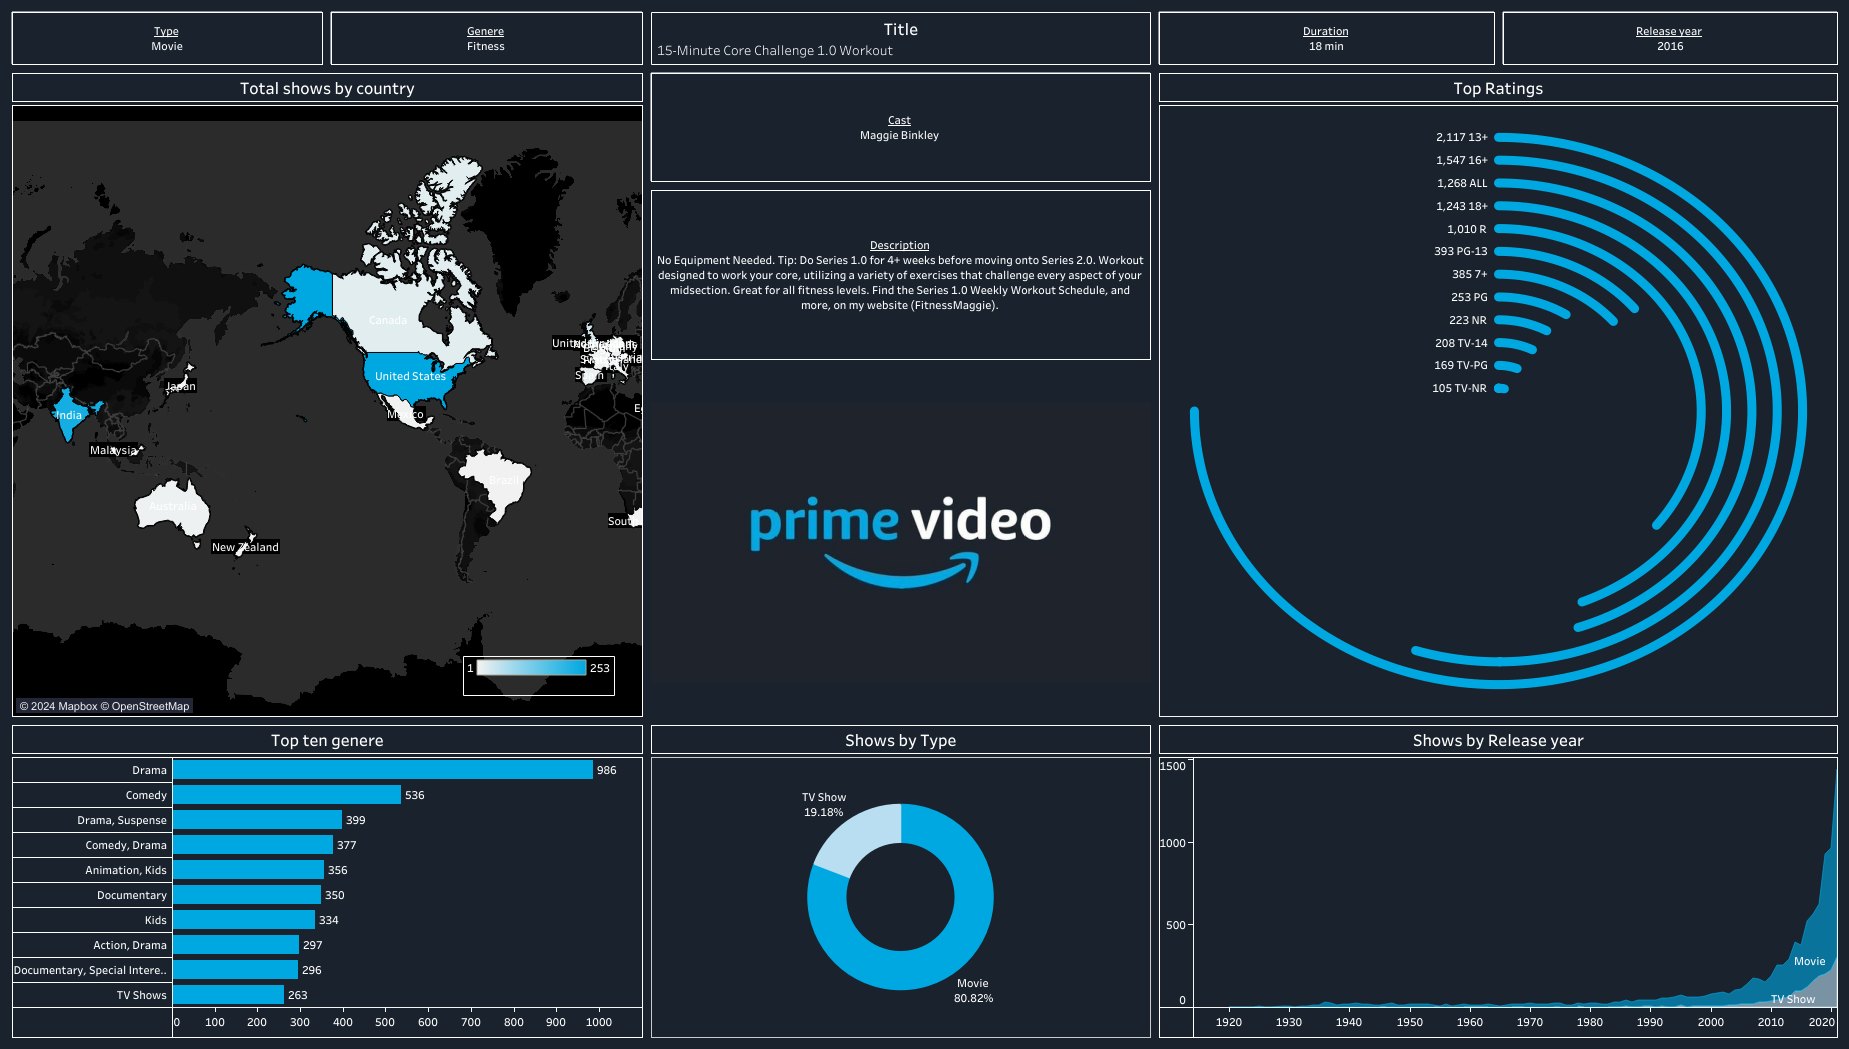 Type
Movie
Genere
Fitness
Title
15-Minute Core Challenge 1.0 Workout
Duration
18 min
Release year
2016
Total shows by country
Canada
United States
Mexico
Brazil
India
Japan
Malaysia
Australia
New Zealand
Italy
Spain
1
253
© 2024 Mapbox © OpenStreetMap
Cast
Maggie Binkley
Description
No Equipment Needed. Tip: Do Series 1.0 for 4+ weeks before moving onto Series 2.0. Workout
designed to work your core, utilizing a variety of exercises that challenge every aspect of your
midsection. Great for all fitness levels. Find the Series 1.0 Weekly Workout Schedule, and
more, on my website (FitnessMaggie).
prime video
Top Ratings
2,117 13+
1,547 16+
1,268 ALL
1,243 18+
1,010 R
393 PG-13
385 7+
253 PG
223 NR
208 TV-14
169 TV-PG
105 TV-NR
Top ten genere
Drama 986
Comedy 536
Drama, Suspense 399
Comedy, Drama 377
Animation, Kids 356
Documentary 350
Kids 334
Action, Drama 297
Documentary, Special Intere.. 296
TV Shows 263
0 100 200 300 400 500 600 700 800 900 1000
Shows by Type
TV Show
19.18%
Movie
80.82%
Shows by Release year
1500
1000
500
0
Movie
TV Show
1920 1930 1940 1950 1960 1970 1980 1990 2000 2010 2020